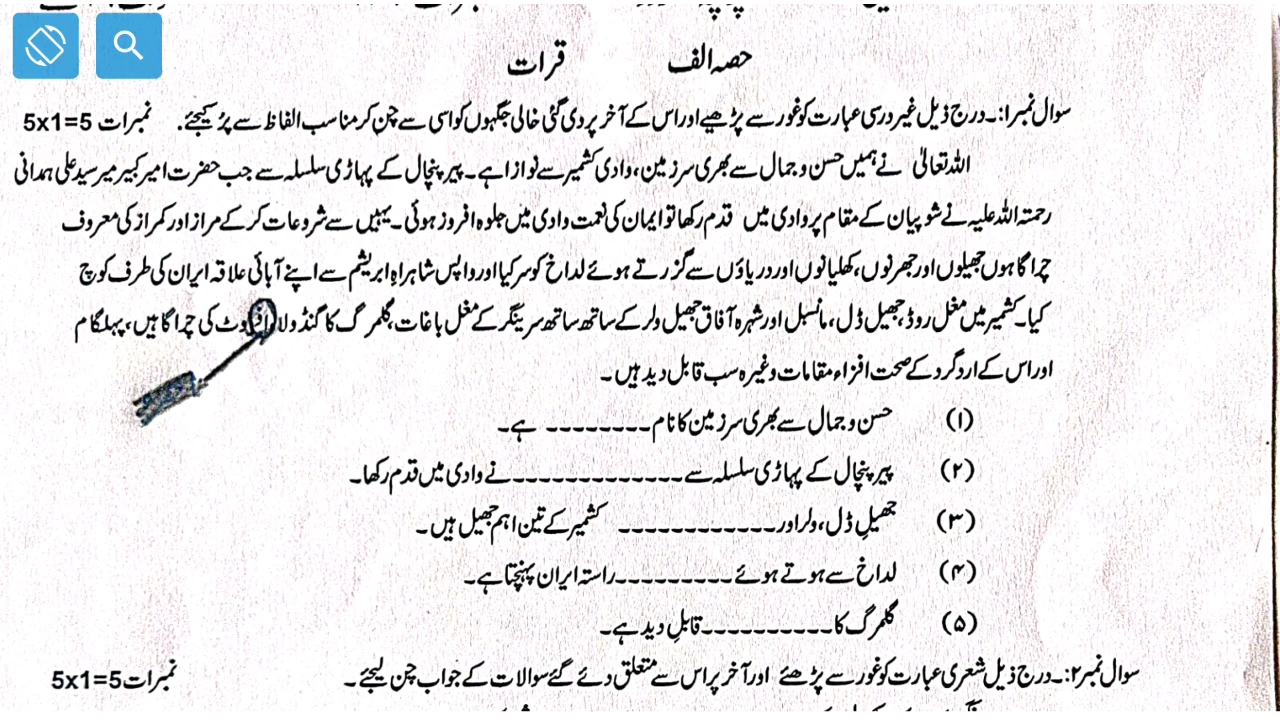 حصہ الف قرات
سوال نمبر۱:۔ درج ذیل غیر درسی عبارت کو غور سے پڑھیے اور اس کے آخر پر دی گئی خالی جگہوں کو اسی سے چن کر مناسب الفاظ سے پُر کیجئے۔ نمبرات 5x1=5
اللہ تعالیٰ نے ہمیں حسن و جمال سے بھری سرزمین، وادی کشمیر سے نوازا ہے۔ پیر پنچال کے پہاڑی سلسلہ سے جب حضرت امیر کبیر میر سید علی ہمدانی
رحمتہ اللہ علیہ نے شوپیان کے مقام پر وادی میں قدم رکھا تو ایمان کی نعمت وادی میں جلوہ افروز ہوئی۔ یہیں سے شروعات کر کے مراز اور کمراز کی معروف
چراگاہوں جھیلوں اور جھرنوں، کھلیانوں اور دریاؤں سے گزرتے ہوئے لداخ کو سر کیا اور واپس شاہراہِ ابریشم سے اپنے آبائی علاقہ ایران کی طرف کوچ
کیا۔ کشمیر میں مغل روڈ، جھیل ڈل، مانسبل اور شہرہ آفاق جھیل ولر کے ساتھ ساتھ سرینگر کے مغل باغات، گلمرگ کا گنڈولا، وٹ کی چراگاہیں، پہلگام
اور اس کے ارد گرد کے صحت افزاء مقامات وغیرہ سب قابل دید ہیں۔
(۱) حسن و جمال سے بھری سرزمین کا نام -------- ہے۔
(۲) پیر پنچال کے پہاڑی سلسلہ سے ------------- نے وادی میں قدم رکھا۔
(۳) جھیلِ ڈل، ولر اور ------------ کشمیر کے تین اہم جھیل ہیں۔
(۴) لداخ سے ہوتے ہوئے --------- راستہ ایران پہنچتا ہے۔
(۵) گلمرگ کا ---------- قابلِ دید ہے۔
سوال نمبر۲:۔ درج ذیل شعری عبارت کو غور سے پڑھئے اور آخر پر اس سے متعلق دئے گئے سوالات کے جواب چن لیجئے۔ نمبرات 5x1=5